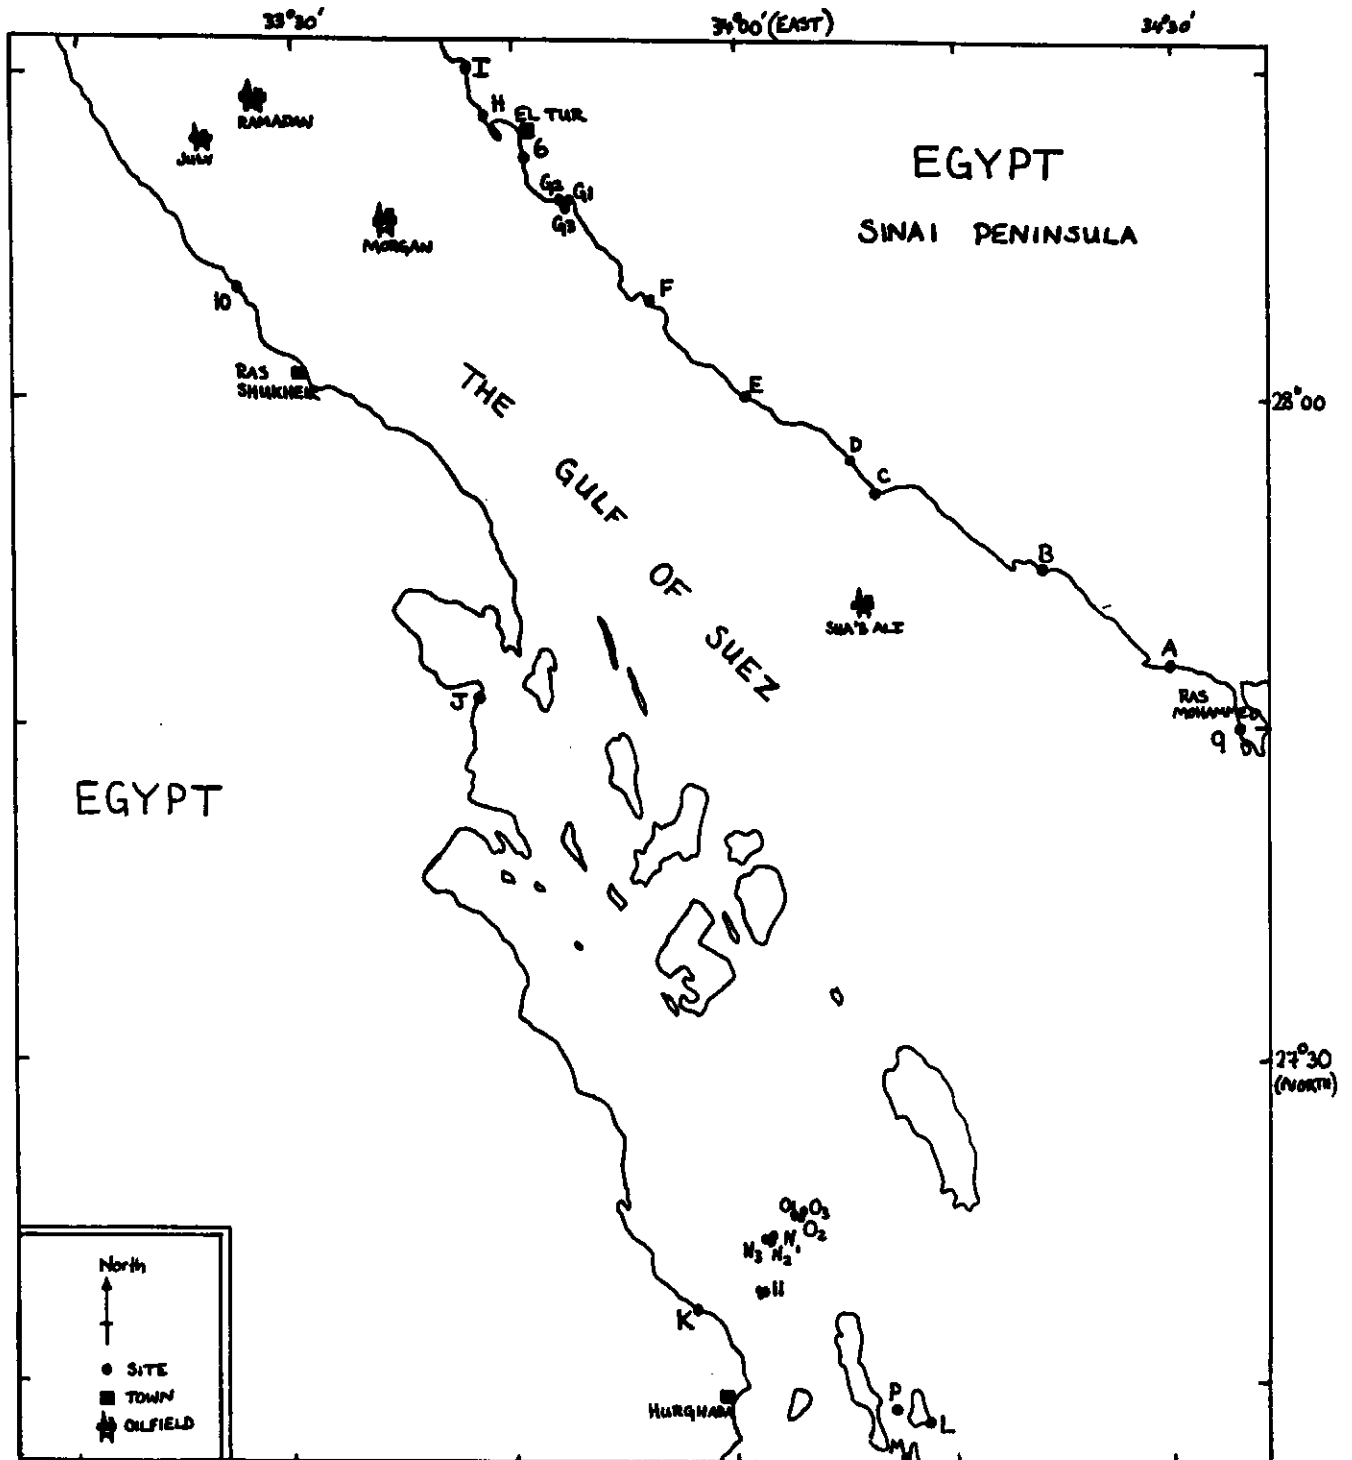 33°30'
34°00' (EAST)
34°30'
I
H
EL TUR
6
RAMADAN
JULY
G2
G1
G3
EGYPT
SINAI PENINSULA
MORGAN
F
10
RAS
SHUKHEIR
THE
GULF
OF
SUEZ
E
28°00
D
C
B
SHA'B ALI
A
RAS
MOHAMMED
9
J
EGYPT
27°30
(NORTH)
O1
O3
O2
N1
N3
N2
11
K
North
SITE
TOWN
OILFIELD
HURGHADA
P
L
M